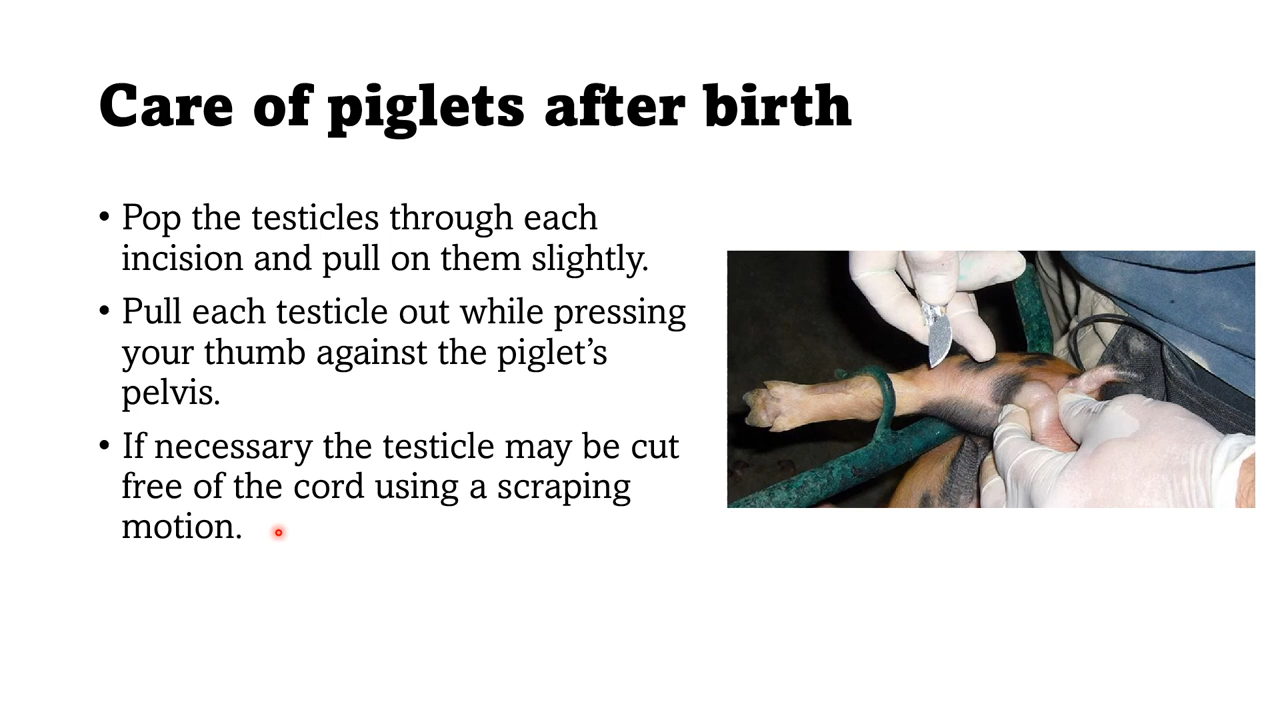 Care of piglets after birth
• Pop the testicles through each
incision and pull on them slightly.
• Pull each testicle out while pressing
your thumb against the piglet’s
pelvis.
• If necessary the testicle may be cut
free of the cord using a scraping
motion.